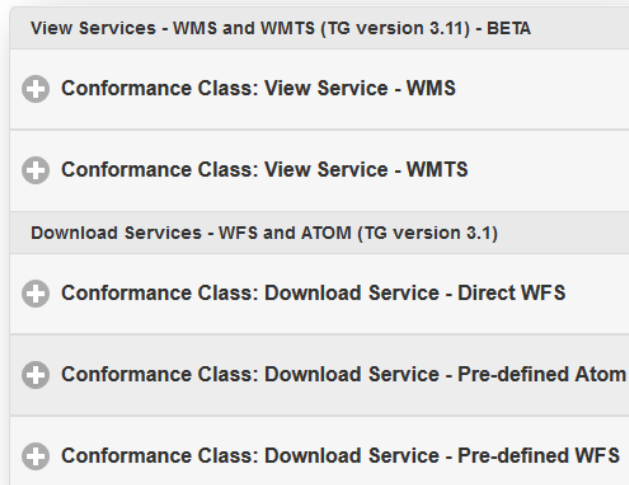 View Services - WMS and WMTS (TG version 3.11) - BETA
Conformance Class: View Service - WMS
Conformance Class: View Service - WMTS
Download Services - WFS and ATOM (TG version 3.1)
Conformance Class: Download Service - Direct WFS
Conformance Class: Download Service - Pre-defined Atom
Conformance Class: Download Service - Pre-defined WFS